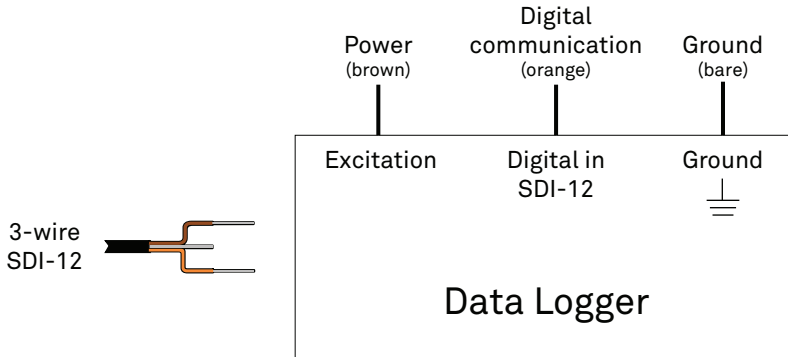 Power
(brown)
Digital
communication
(orange)
Ground
(bare)
Excitation
Digital in
SDI-12
Ground
3-wire
SDI-12
Data Logger